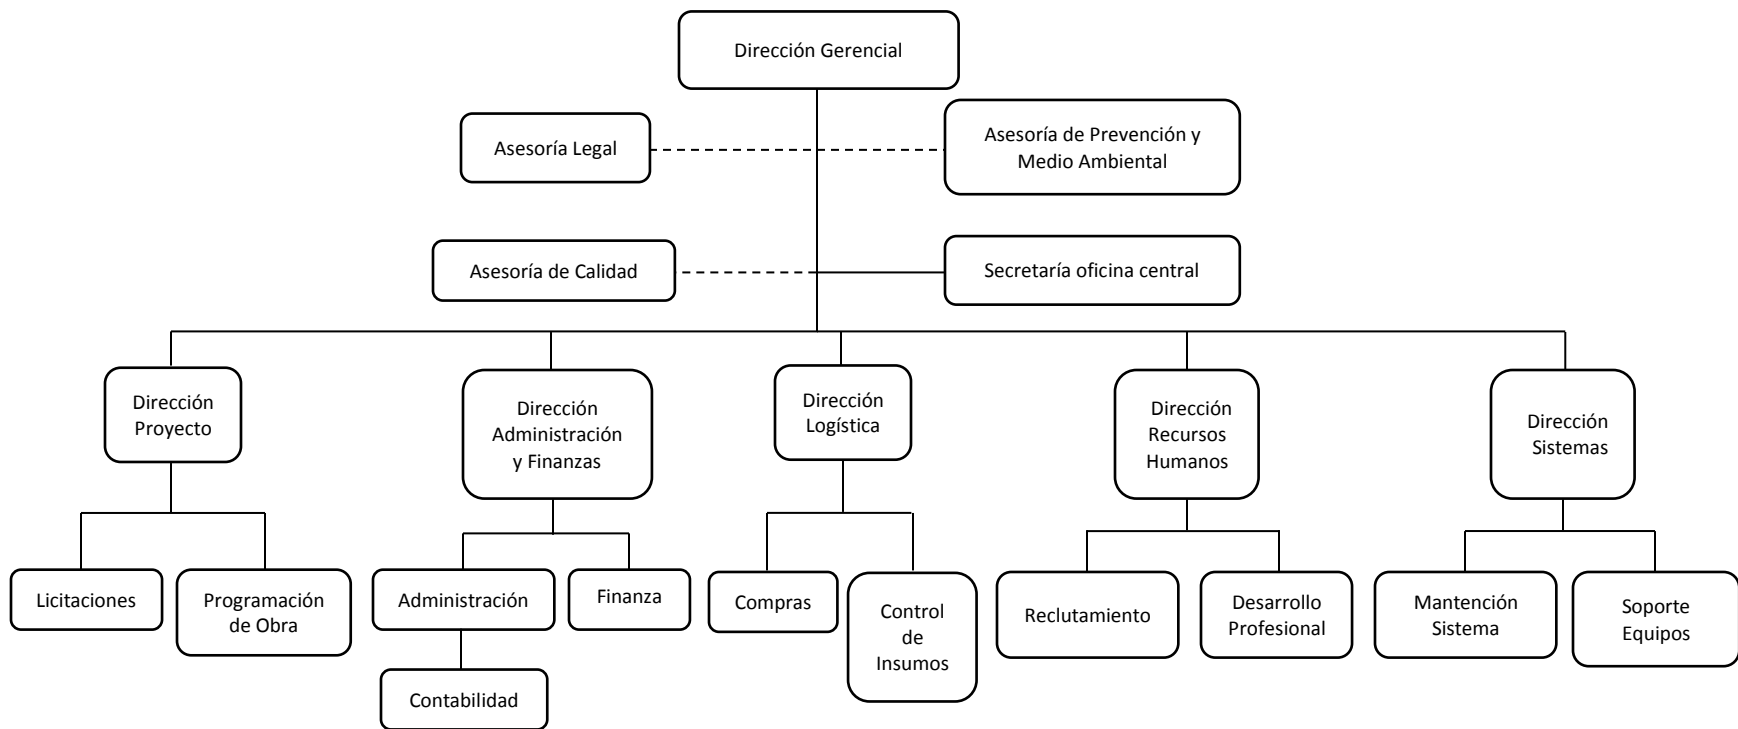 Dirección Gerencial
Asesoría Legal
Asesoría de Prevención y
Medio Ambiental
Asesoría de Calidad
Secretaría oficina central
Dirección
Proyecto
Dirección
Administración
y Finanzas
Dirección
Logística
Dirección
Recursos
Humanos
Dirección
Sistemas
Licitaciones
Programación
de Obra
Administración
Finanza
Compras
Control
de
Insumos
Reclutamiento
Desarrollo
Profesional
Mantención
Sistema
Soporte
Equipos
Contabilidad